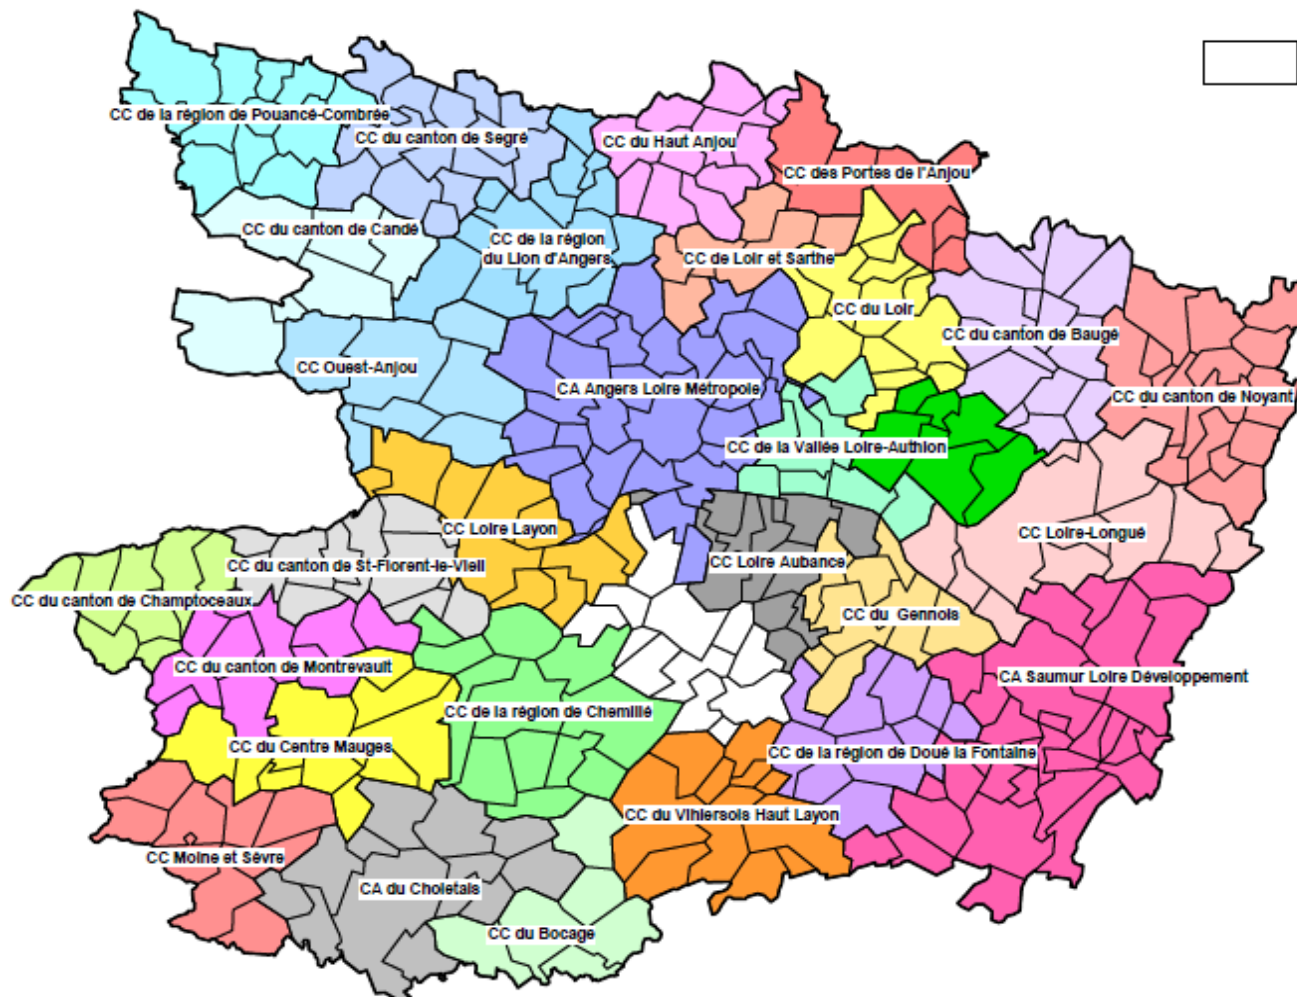 CC de la région de Pouancé-Combrée
CC du canton de Segré
CC du Haut Anjou
CC des Portes de l'Anjou
CC du canton de Candé
CC de la région
du Lion d'Angers
CC de Loir et Sarthe
CC du Loir
CC du canton de Baugé
CC Ouest-Anjou
CA Angers Loire Métropole
CC du canton de Noyant
CC de la Vallée Loire-Authion
CC Loire Layon
CC Loire-Longué
CC du canton de St-Florent-le-Vieil
CC Loire Aubance
CC du canton de Champtoceaux
CC du  Gennois
CC du canton de Montrevault
CA Saumur Loire Développement
CC de la région de Chemillé
CC du Centre Mauges
CC de la région de Doué la Fontaine
CC du Vihiersois Haut Layon
CC Moine et Sèvre
CA du Choletais
CC du Bocage